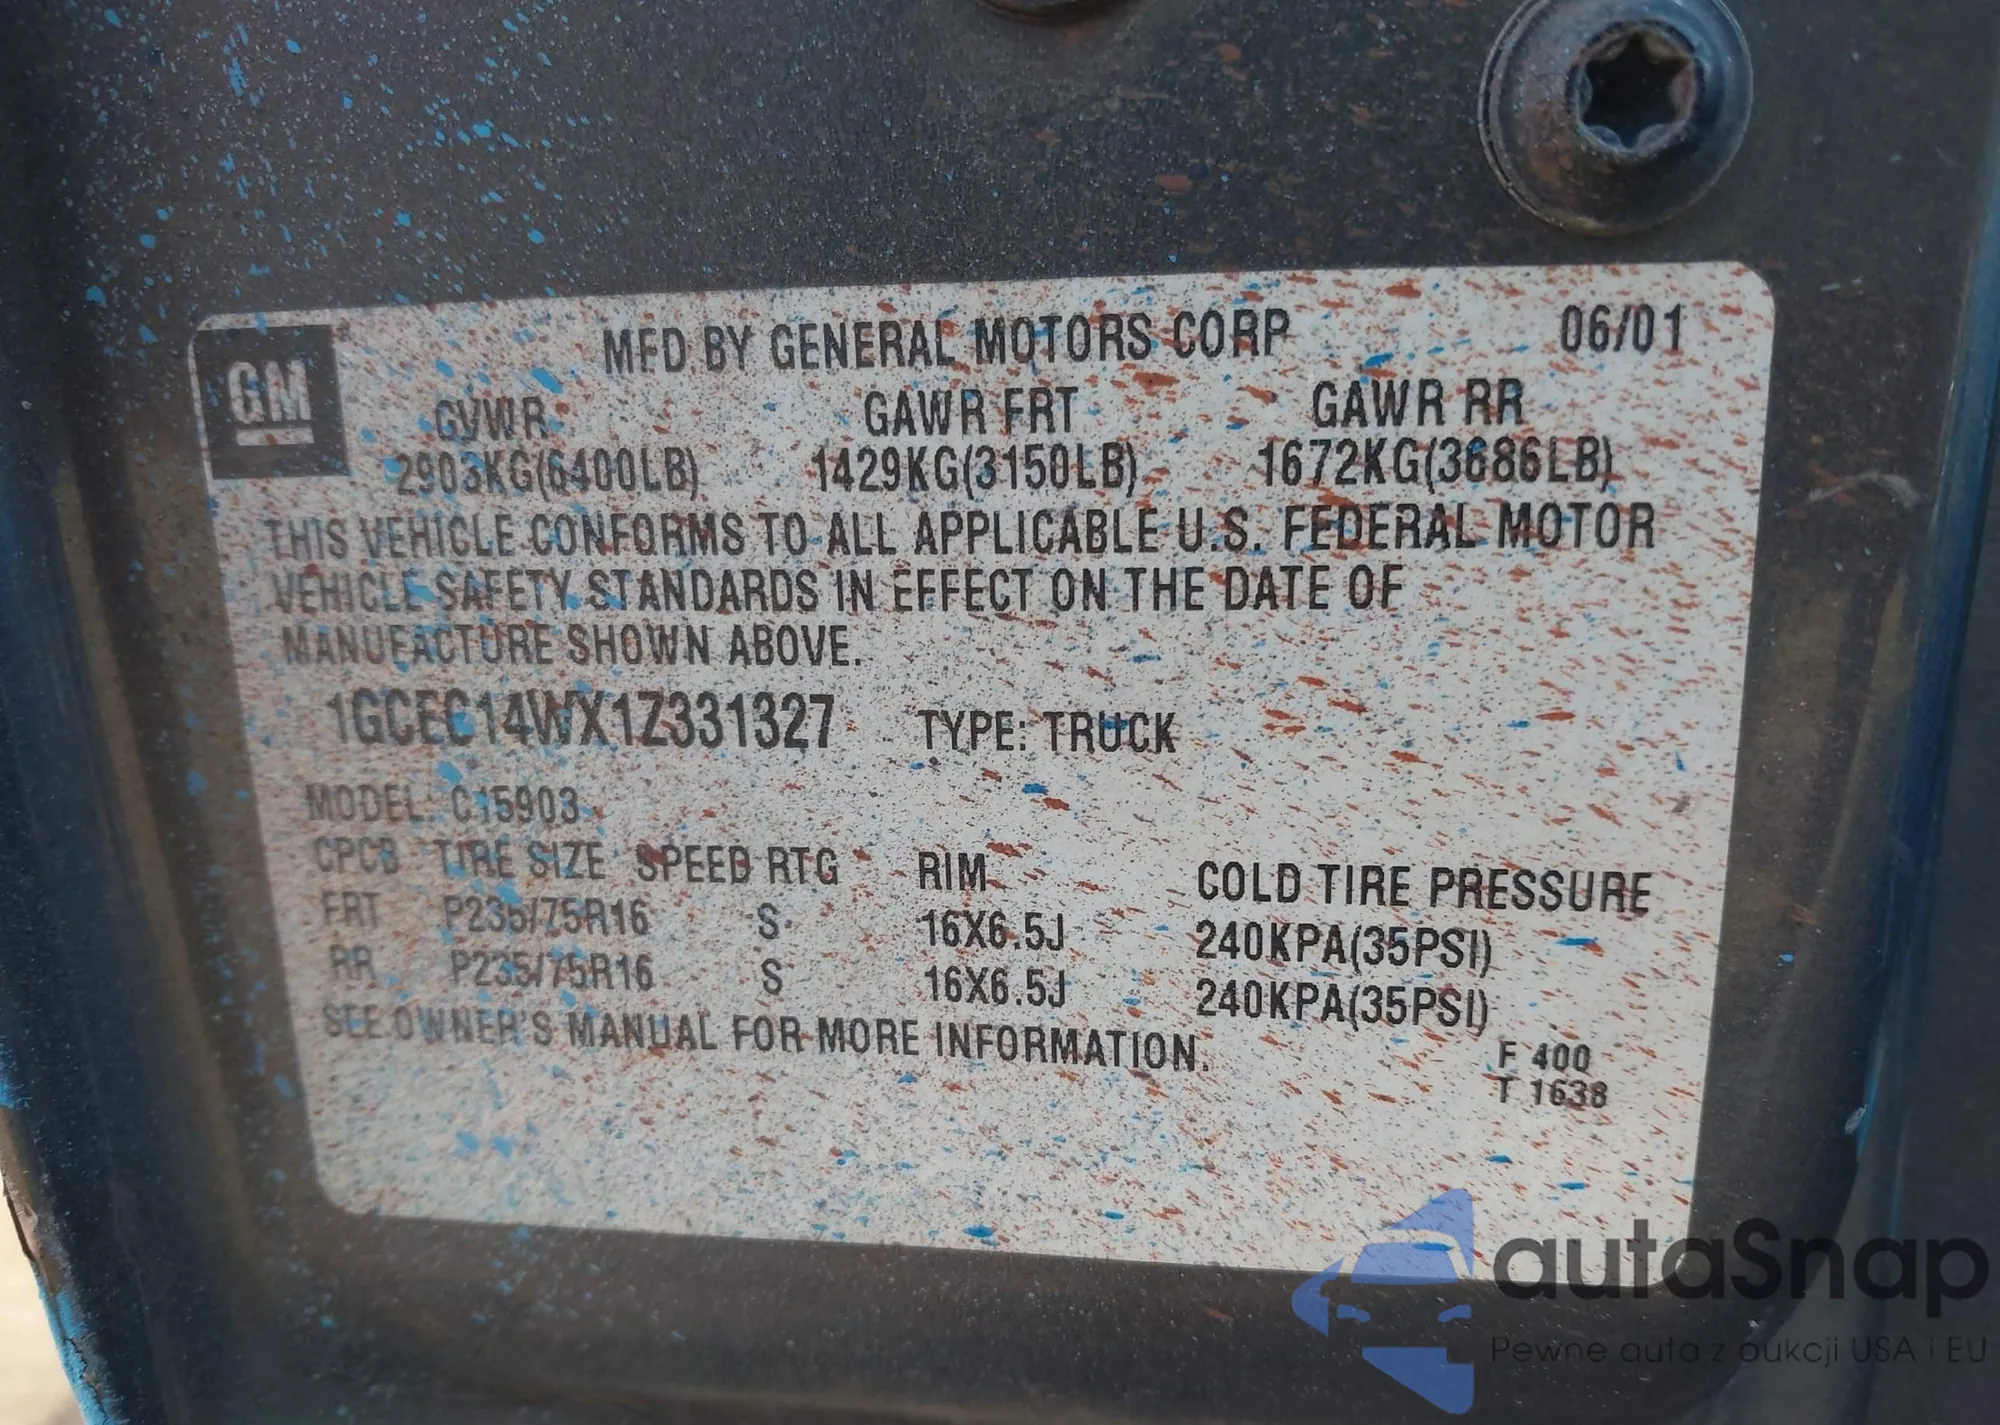 MFD BY GENERAL MOTORS CORP 06/01
GM
GVWR GAWR FRT GAWR RR
2903KG(6400LB) 1429KG(3150LB) 1672KG(3686LB)
THIS VEHICLE CONFORMS TO ALL APPLICABLE U.S. FEDERAL MOTOR
VEHICLE SAFETY STANDARDS IN EFFECT ON THE DATE OF
MANUFACTURE SHOWN ABOVE.
1GCEC14WX1Z331327 TYPE: TRUCK
MODEL: C15903
CPCB TIRE SIZE SPEED RTG RIM COLD TIRE PRESSURE
FRT P235/75R16 S 16X6.5J 240KPA(35PSI)
RR P235/75R16 S 16X6.5J 240KPA(35PSI)
SEE OWNER'S MANUAL FOR MORE INFORMATION.
F 400
T 1638
autaSnap
Pewne auta z aukcji USA i EU